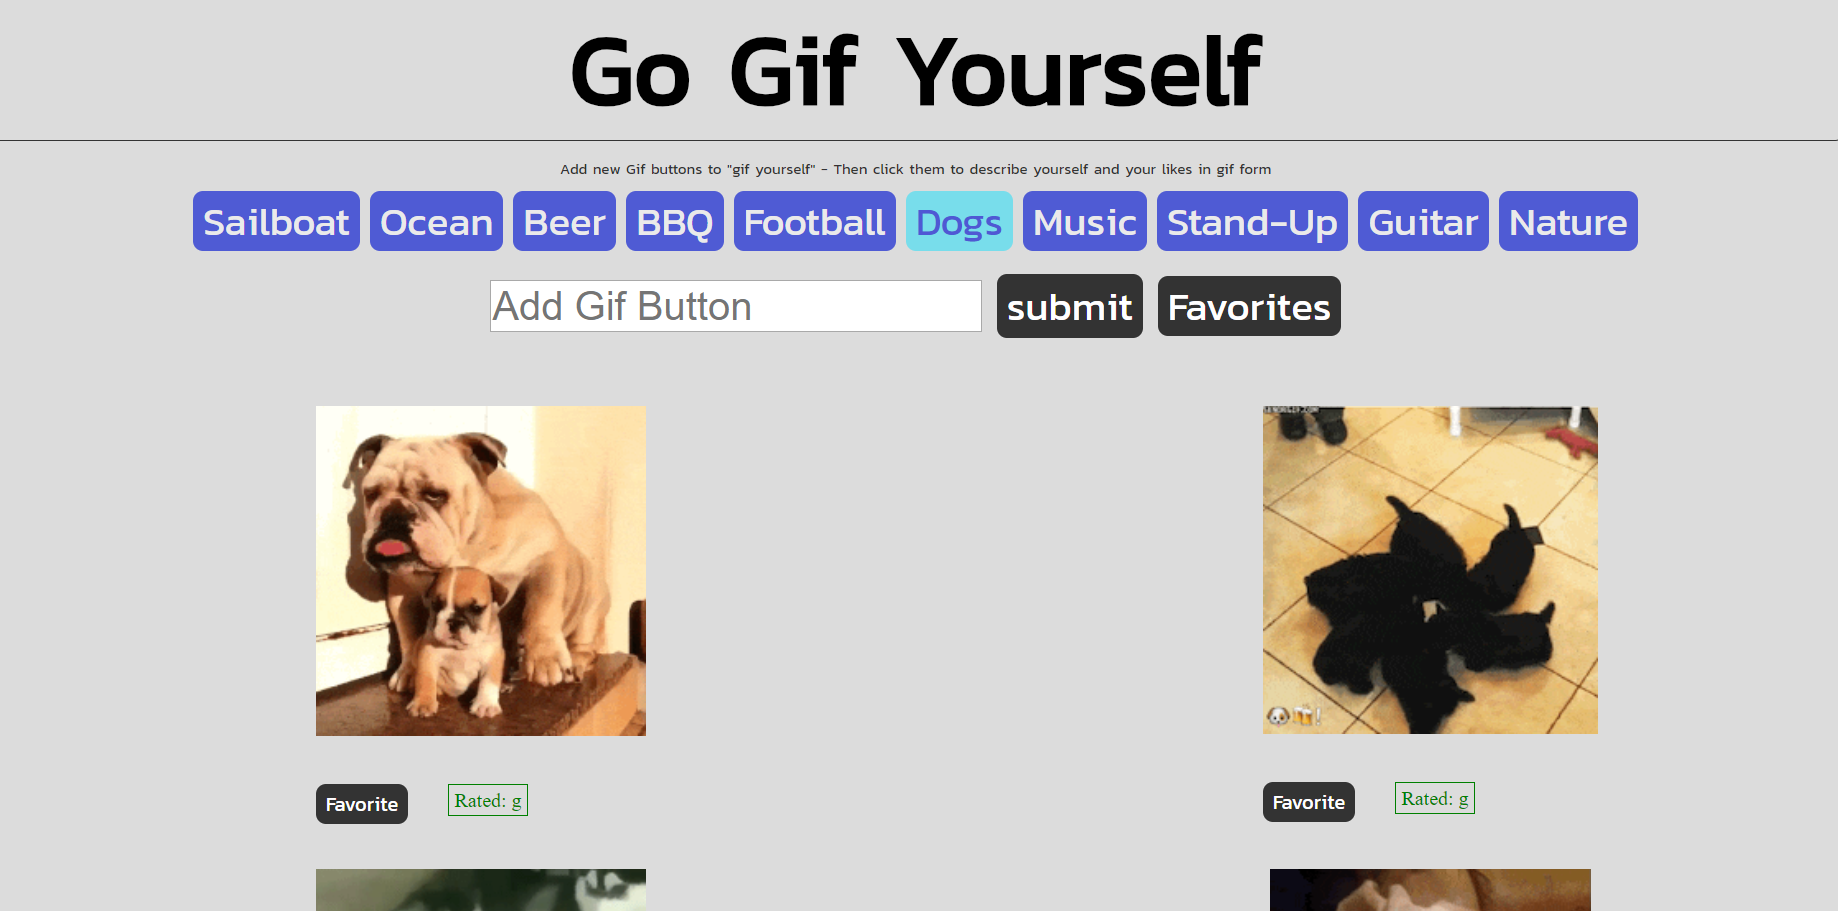 Go Gif Yourself
Add new Gif buttons to "gif yourself" - Then click them to describe yourself and your likes in gif form
Sailboat Ocean Beer BBQ Football Dogs Music Stand-Up Guitar Nature
Add Gif Button submit Favorites
Favorite Rated: g
Favorite Rated: g